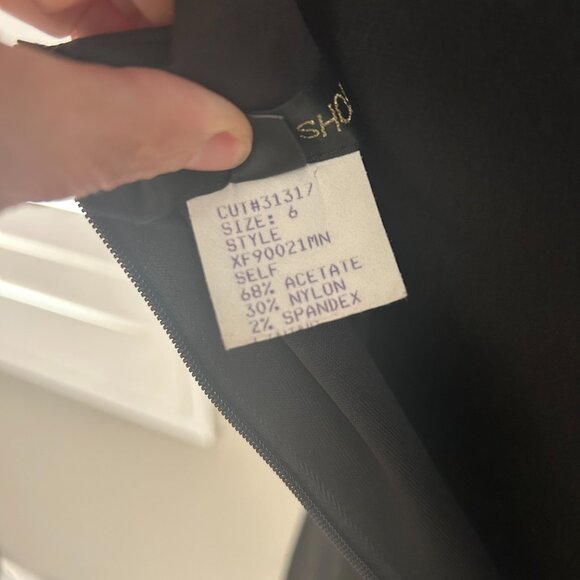 SHO
CUT#31317
SIZE: 6
STYLE
XF90021MN
SELF
68% ACETATE
30% NYLON
2% SPANDEX